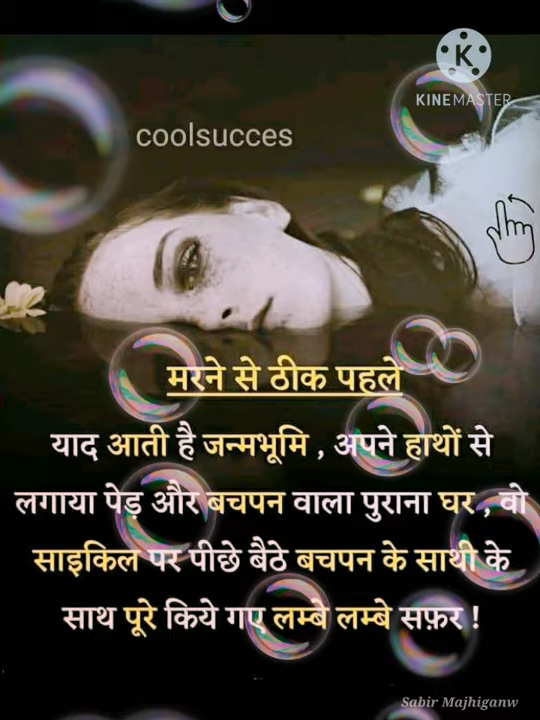 KINEMASTER
coolsucces
मरने से ठीक पहले
याद आती है जन्मभूमि , अपने हाथों से
लगाया पेड़ और बचपन वाला पुराना घर , वो
साइकिल पर पीछे बैठे बचपन के साथी के
साथ पूरे किये गए लम्बे लम्बे सफ़र !
Sabir Majhiganw